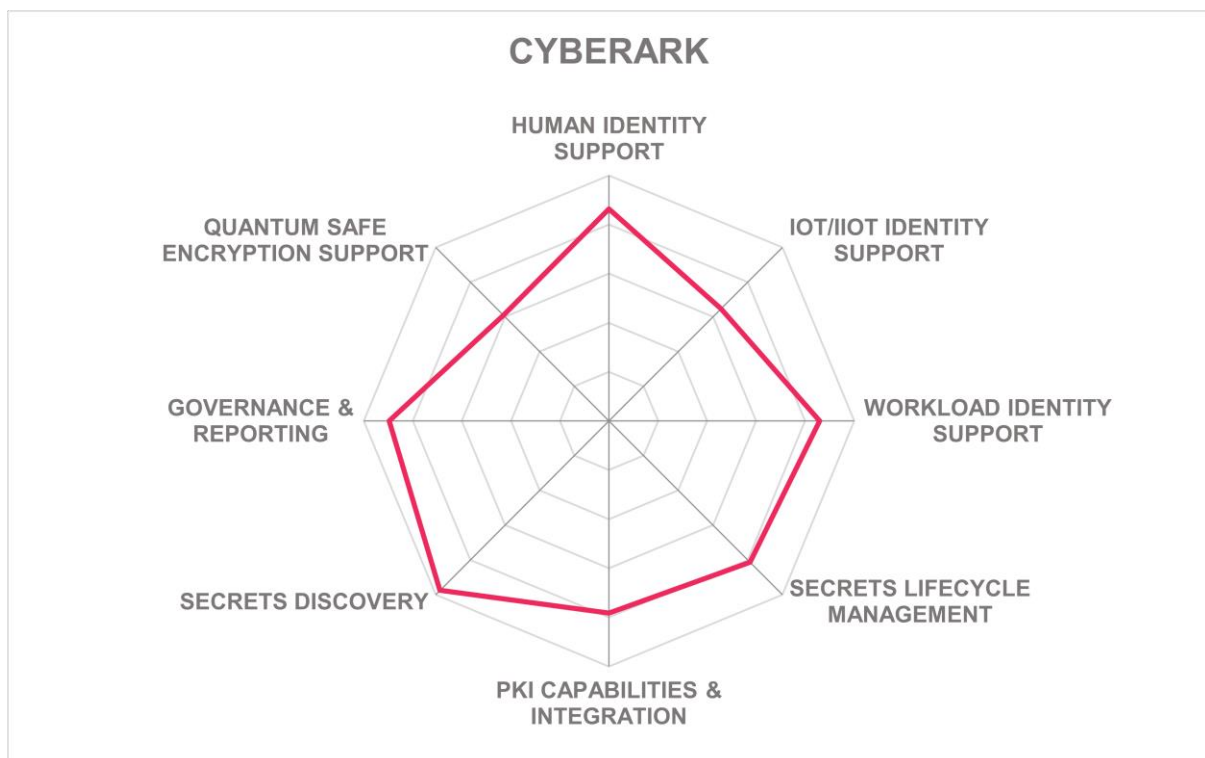 CYBERARK
HUMAN IDENTITY
SUPPORT
QUANTUM SAFE
ENCRYPTION SUPPORT
IOT/IIOT IDENTITY
SUPPORT
GOVERNANCE &
REPORTING
WORKLOAD IDENTITY
SUPPORT
SECRETS DISCOVERY
SECRETS LIFECYCLE
MANAGEMENT
PKI CAPABILITIES &
INTEGRATION